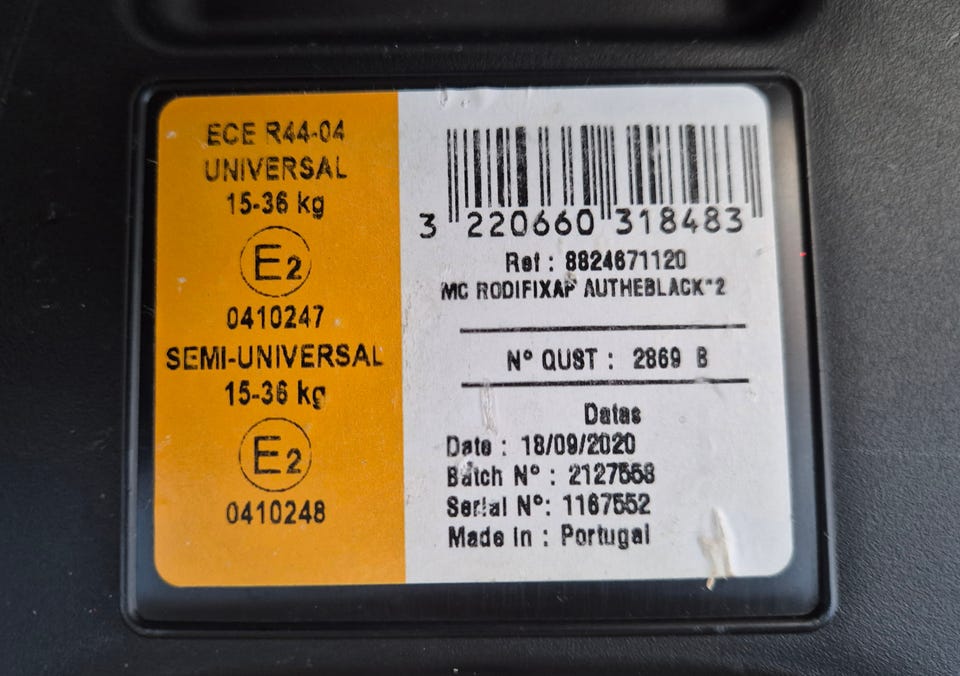 ECE R44-04
UNIVERSAL
15-36 kg
E2
0410247
SEMI-UNIVERSAL
15-36 kg
E2
0410248
3 220660 318483
Ref : 8824671120
MC RODIFIXAP AUTHEBLACK*2
N° QUST : 2869 B
Datas
Date : 18/09/2020
Batch N° : 2127558
Serial N°: 1167552
Made in : Portugal